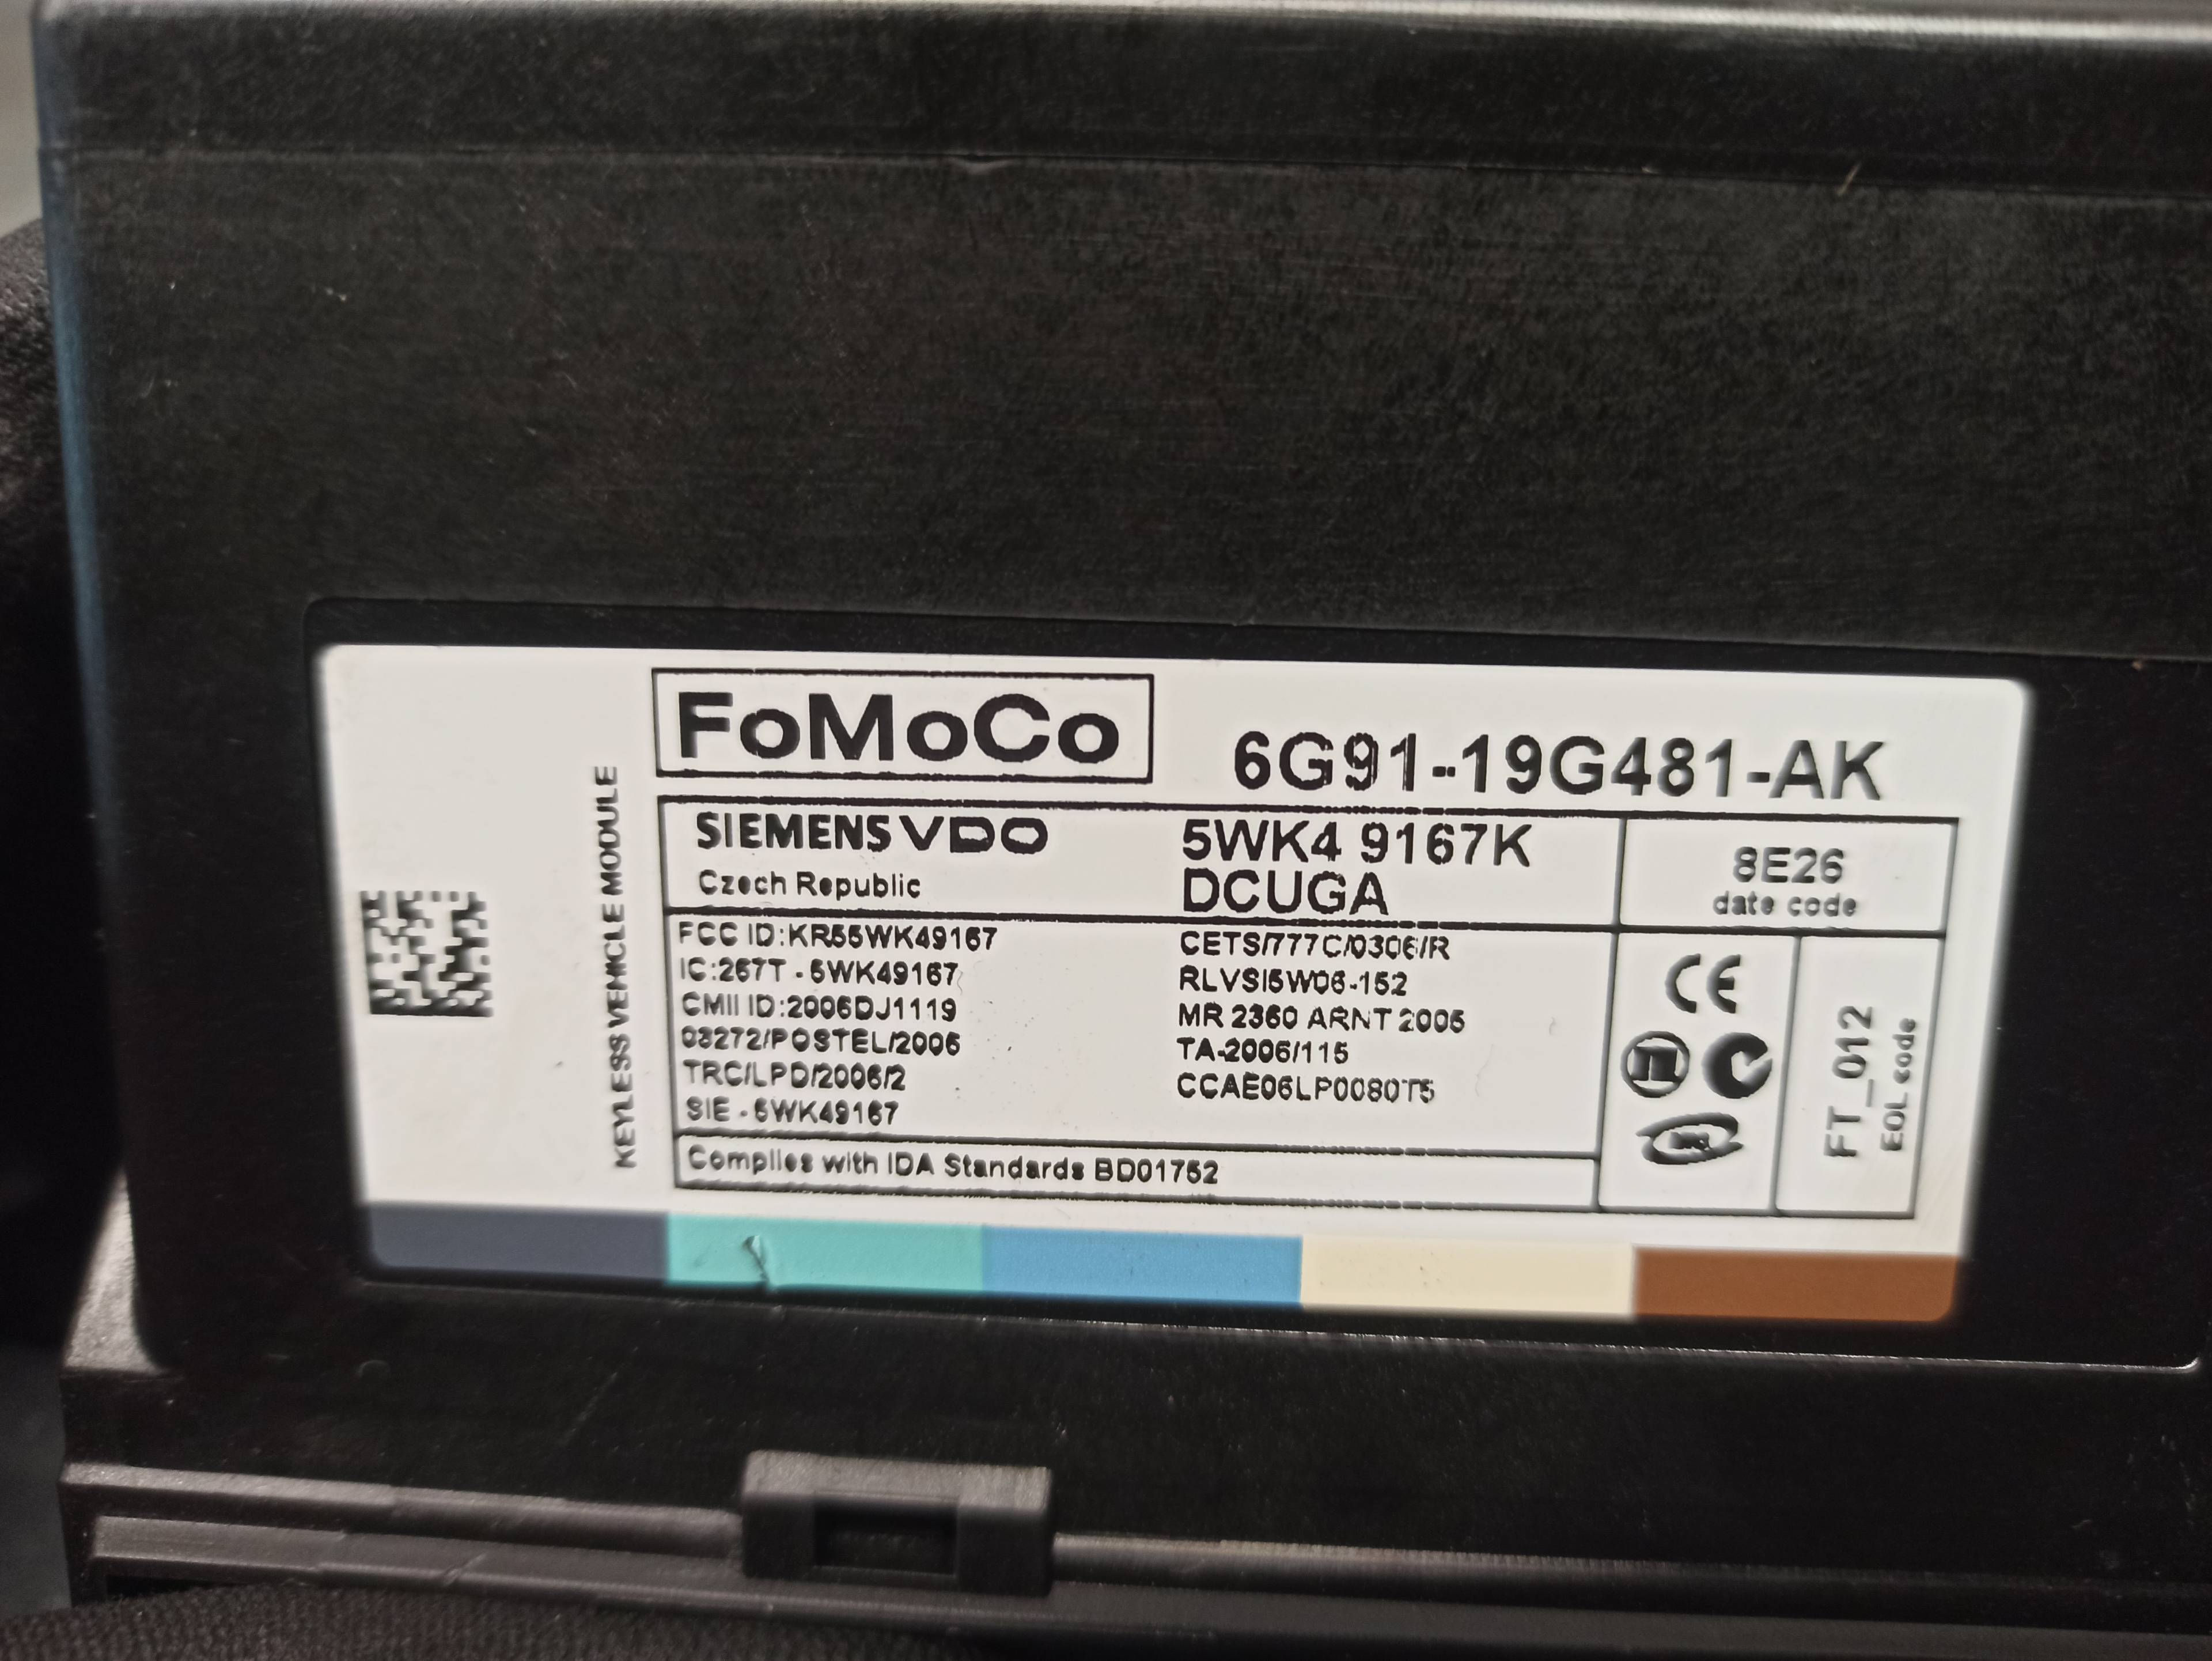 FoMoCo
6G91-19G481-AK
KEYLESS VEHICLE MODULE
SIEMENS VDO
Czech Republic
5WK4 9167K
DCUGA
8E26
date code
FCC ID:KR55WK49167
IC:267T - 5WK49167
CMII ID:2006DJ1119
03272/POSTEL/2006
TRC/LPD/2006/2
SIE - 5WK49167
CETS/777C/0306/R
RLVSI5W06-152
MR 2360 ARNT 2006
TA-2006/115
CCAE06LP0080T5
CE
FT_012
EOL code
Complies with IDA Standards BD01752